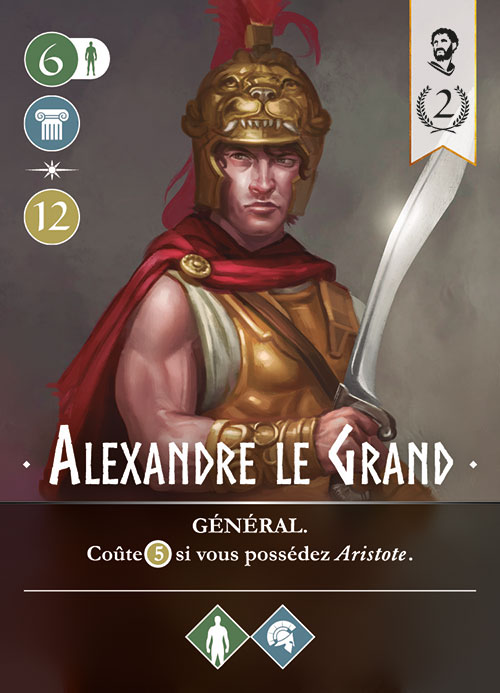 6
2
12
· ALEXANDRE LE GRAND ·
GÉNÉRAL.
Coûte 5 si vous possédez Aristote.